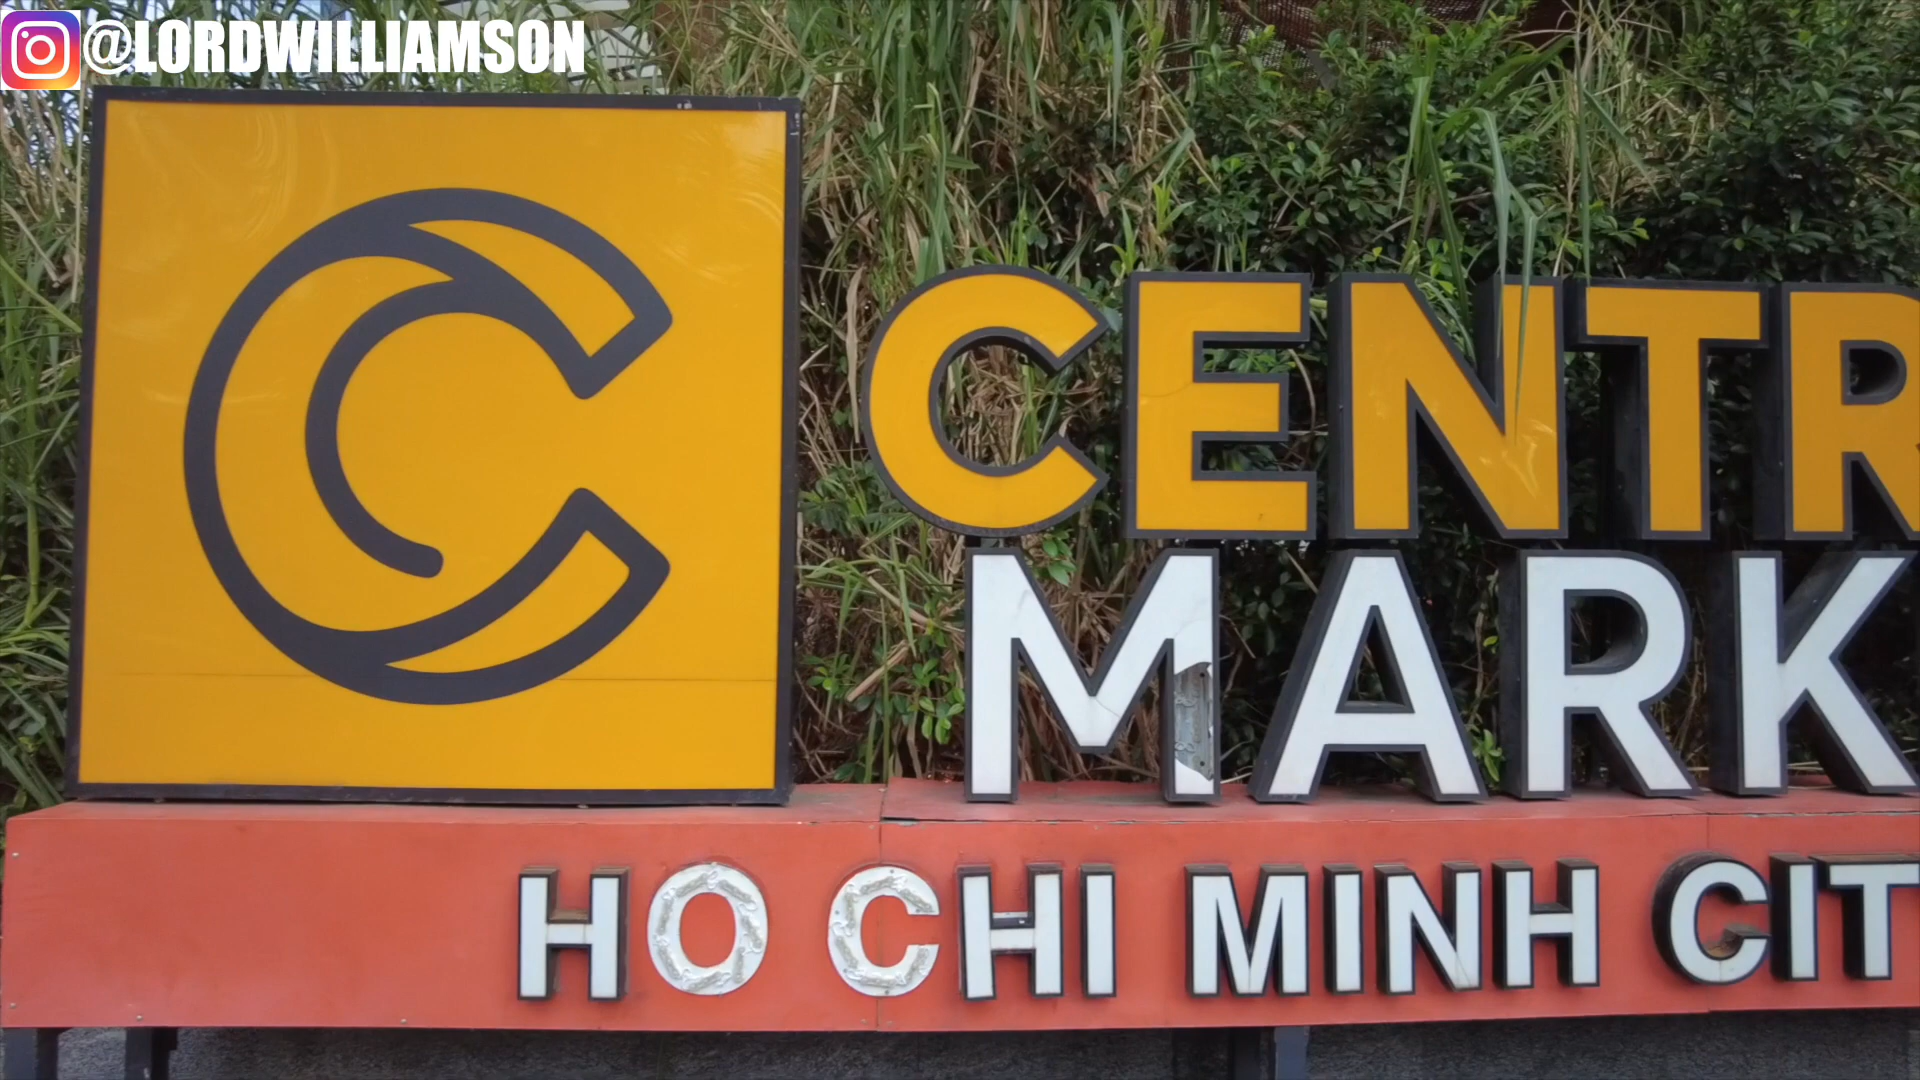 @LORDWILLIAMSON
C
CENTR
MARK
HO CHI MINH CIT